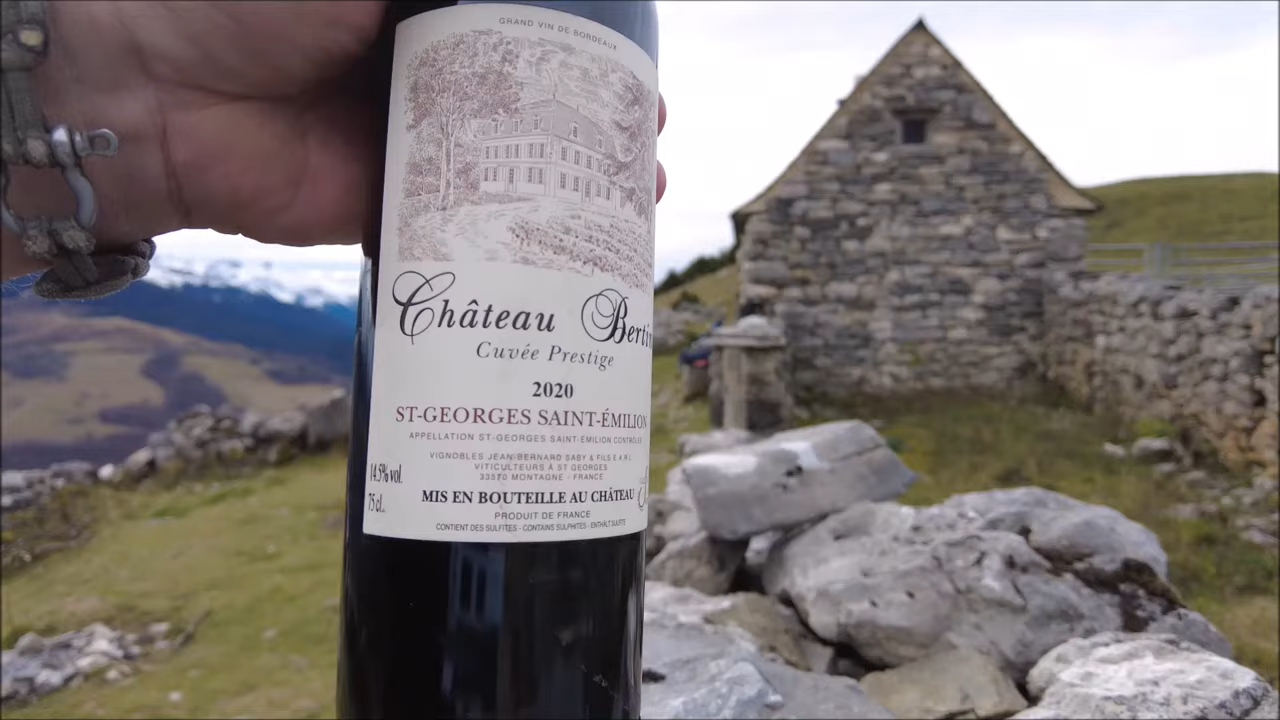 GRAND VIN DE BORDEAUX
Château
Cuvée Prestige
2020
ST-GEORGES SAINT-ÉMILION
APPELLATION ST-GEORGES SAINT-ÉMILION CONTRÔLÉE
VIGNOBLES JEAN-BERNARD SABY & FILS E.A.R.L
VITICULTEURS À ST GEORGES
33570 MONTAGNE - FRANCE
14.5% vol.
75 cl.
MIS EN BOUTEILLE AU CHÂTEAU
PRODUIT DE FRANCE
CONTIENT DES SULFITES - CONTAINS SULPHITES - ENTHÄLT SULFITE